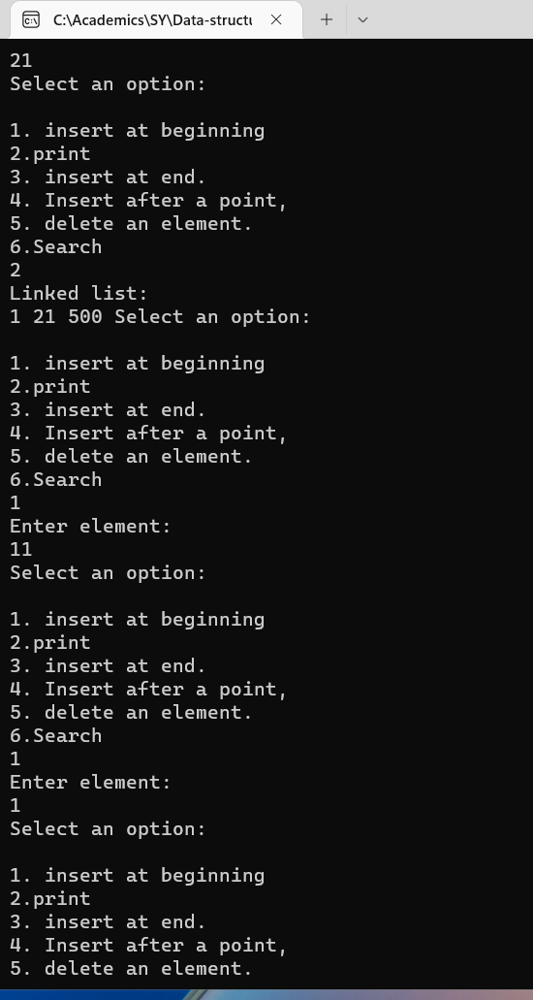 C:\Academics\SY\Data-structu
21
Select an option:
1. insert at beginning
2.print
3. insert at end.
4. Insert after a point,
5. delete an element.
6.Search
2
Linked list:
1 21 500 Select an option:
1. insert at beginning
2.print
3. insert at end.
4. Insert after a point,
5. delete an element.
6.Search
1
Enter element:
11
Select an option:
1. insert at beginning
2.print
3. insert at end.
4. Insert after a point,
5. delete an element.
6.Search
1
Enter element:
1
Select an option:
1. insert at beginning
2.print
3. insert at end.
4. Insert after a point,
5. delete an element.